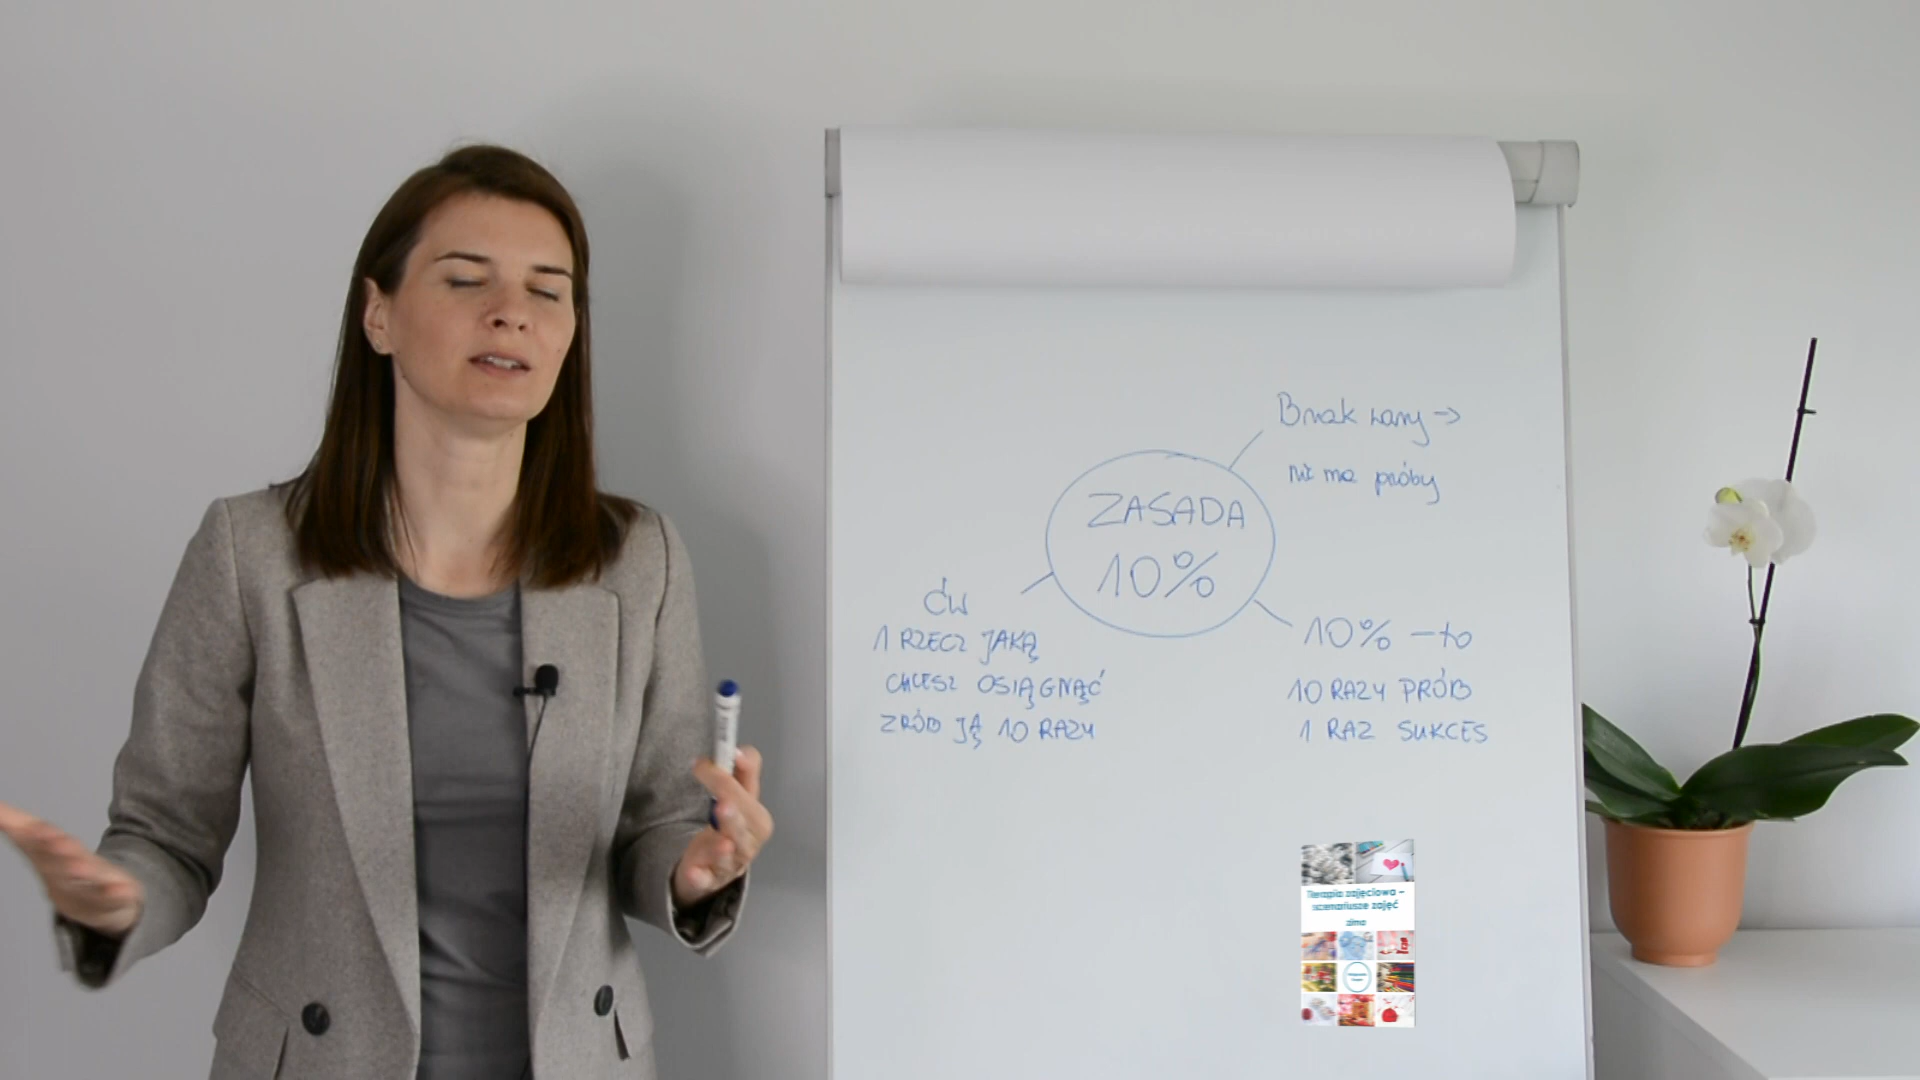 Brak wiary →
nie ma próby
ZASADA
10%
ĆW
1 RZECZ JAKĄ
CHCESZ OSIĄGNĄĆ
ZRÓB JĄ 10 RAZY
10% – to
10 RAZY PRÓB
1 RAZ SUKCES
Terapia zajęciowa –
scenariusze zajęć
zima